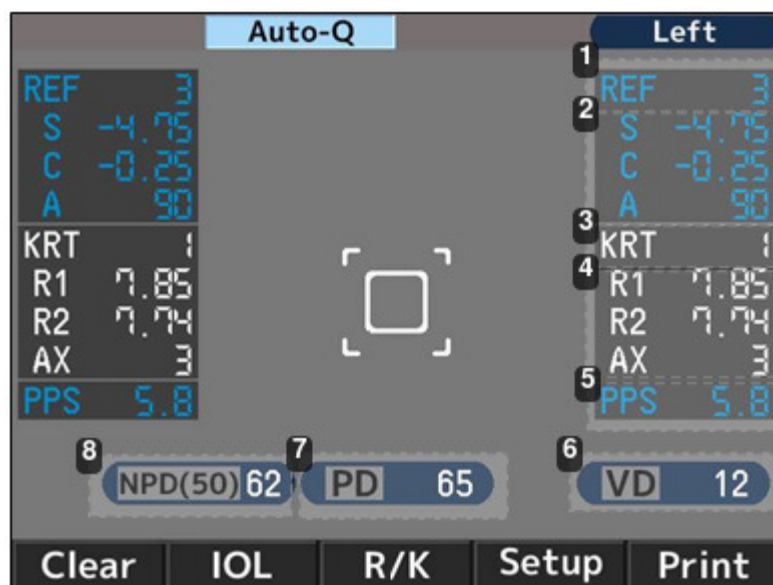 Auto-Q Left
1
REF 3
2
S -4.75
C -0.25
A 90
3
KRT 1
4
R1 7.85
R2 7.74
AX 3
5
PPS 5.8
REF 3
S -4.75
C -0.25
A 90
KRT 1
R1 7.85
R2 7.74
AX 3
PPS 5.8
8
NPD(50) 62
7
PD 65
6
VD 12
Clear IOL R/K Setup Print